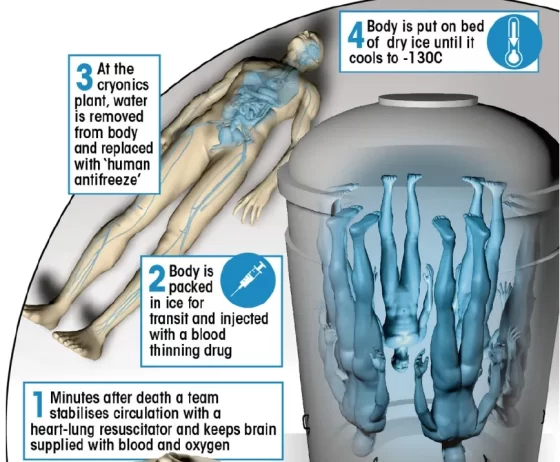 1 Minutes after death a team
stabilises circulation with a
heart-lung resuscitator and keeps brain
supplied with blood and oxygen
2 Body is
packed
in ice for
transit and injected
with a blood
thinning drug
3 At the
cryonics
plant, water
is removed
from body
and replaced
with ‘human
antifreeze’
4 Body is put on bed
of dry ice until it
cools to -130C